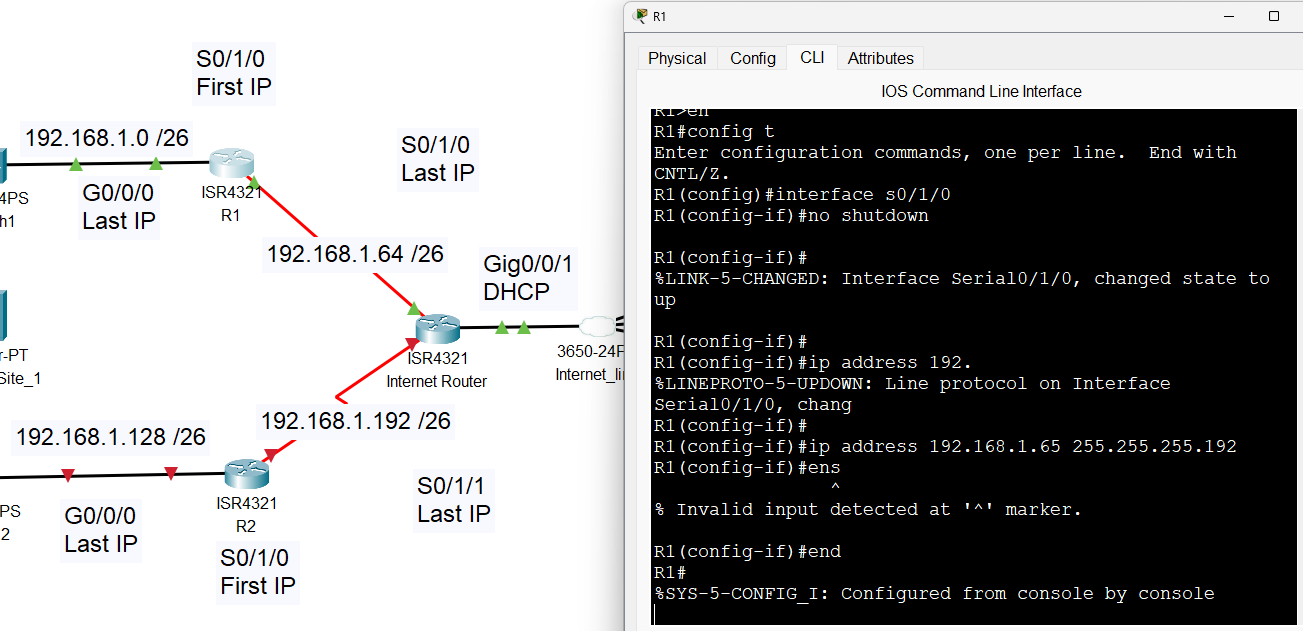 S0/1/0
First IP
192.168.1.0 /26
S0/1/0
Last IP
4PS
h1
G0/0/0
Last IP
ISR4321
R1
192.168.1.64 /26
Gig0/0/1
DHCP
r-PT
Site_1
ISR4321
Internet Router
3650-24P
Internet_lin
192.168.1.192 /26
192.168.1.128 /26
PS
2
G0/0/0
Last IP
ISR4321
R2
S0/1/1
Last IP
S0/1/0
First IP
R1
Physical Config CLI Attributes
IOS Command Line Interface
R1>en
R1#config t
Enter configuration commands, one per line. End with
CNTL/Z.
R1(config)#interface s0/1/0
R1(config-if)#no shutdown
R1(config-if)#
%LINK-5-CHANGED: Interface Serial0/1/0, changed state to
up
R1(config-if)#
R1(config-if)#ip address 192.
%LINEPROTO-5-UPDOWN: Line protocol on Interface
Serial0/1/0, chang
R1(config-if)#
R1(config-if)#ip address 192.168.1.65 255.255.255.192
R1(config-if)#ens
^
% Invalid input detected at '^' marker.
R1(config-if)#end
R1#
%SYS-5-CONFIG_I: Configured from console by console